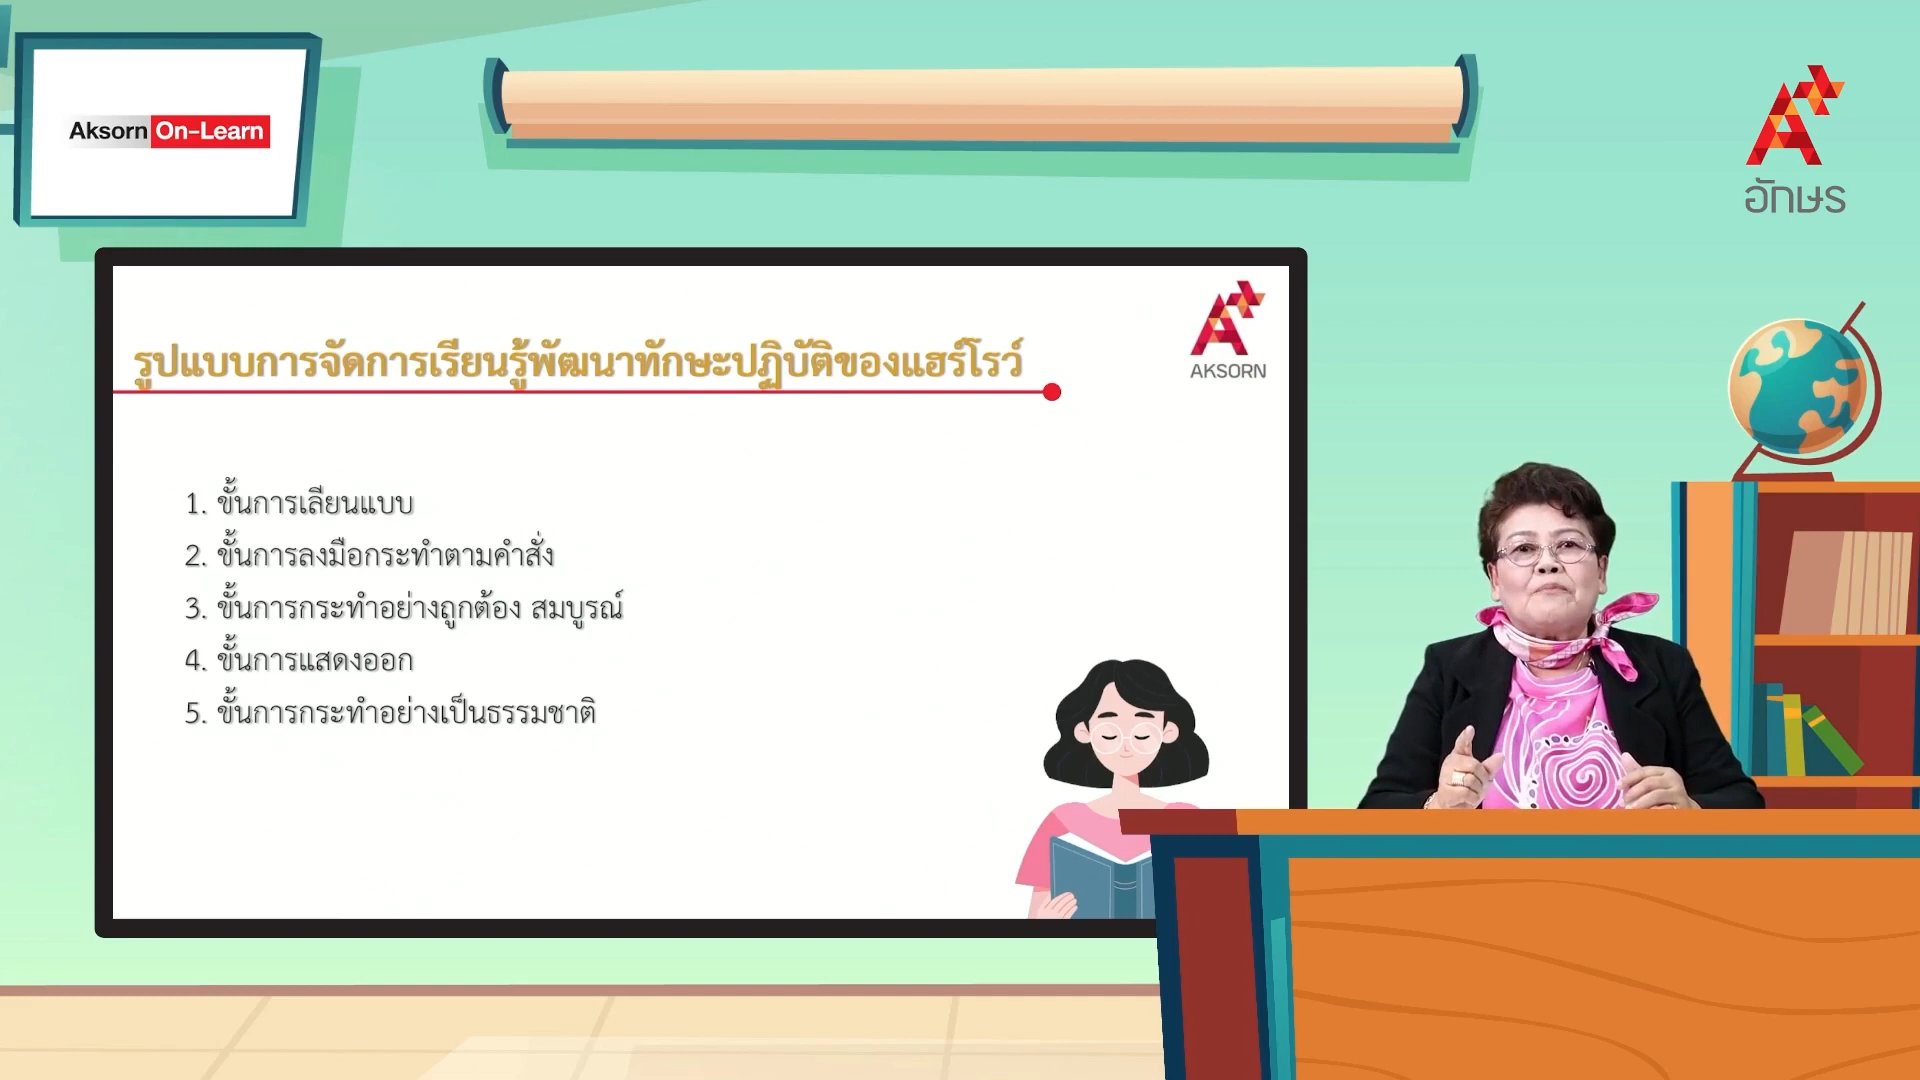 Aksorn On-Learn
อักษร
AKSORN
รูปแบบการจัดการเรียนรู้พัฒนาทักษะปฏิบัติของแฮร์โรว์
1. ขั้นการเลียนแบบ
2. ขั้นการลงมือกระทำตามคำสั่ง
3. ขั้นการกระทำอย่างถูกต้อง สมบูรณ์
4. ขั้นการแสดงออก
5. ขั้นการกระทำอย่างเป็นธรรมชาติ